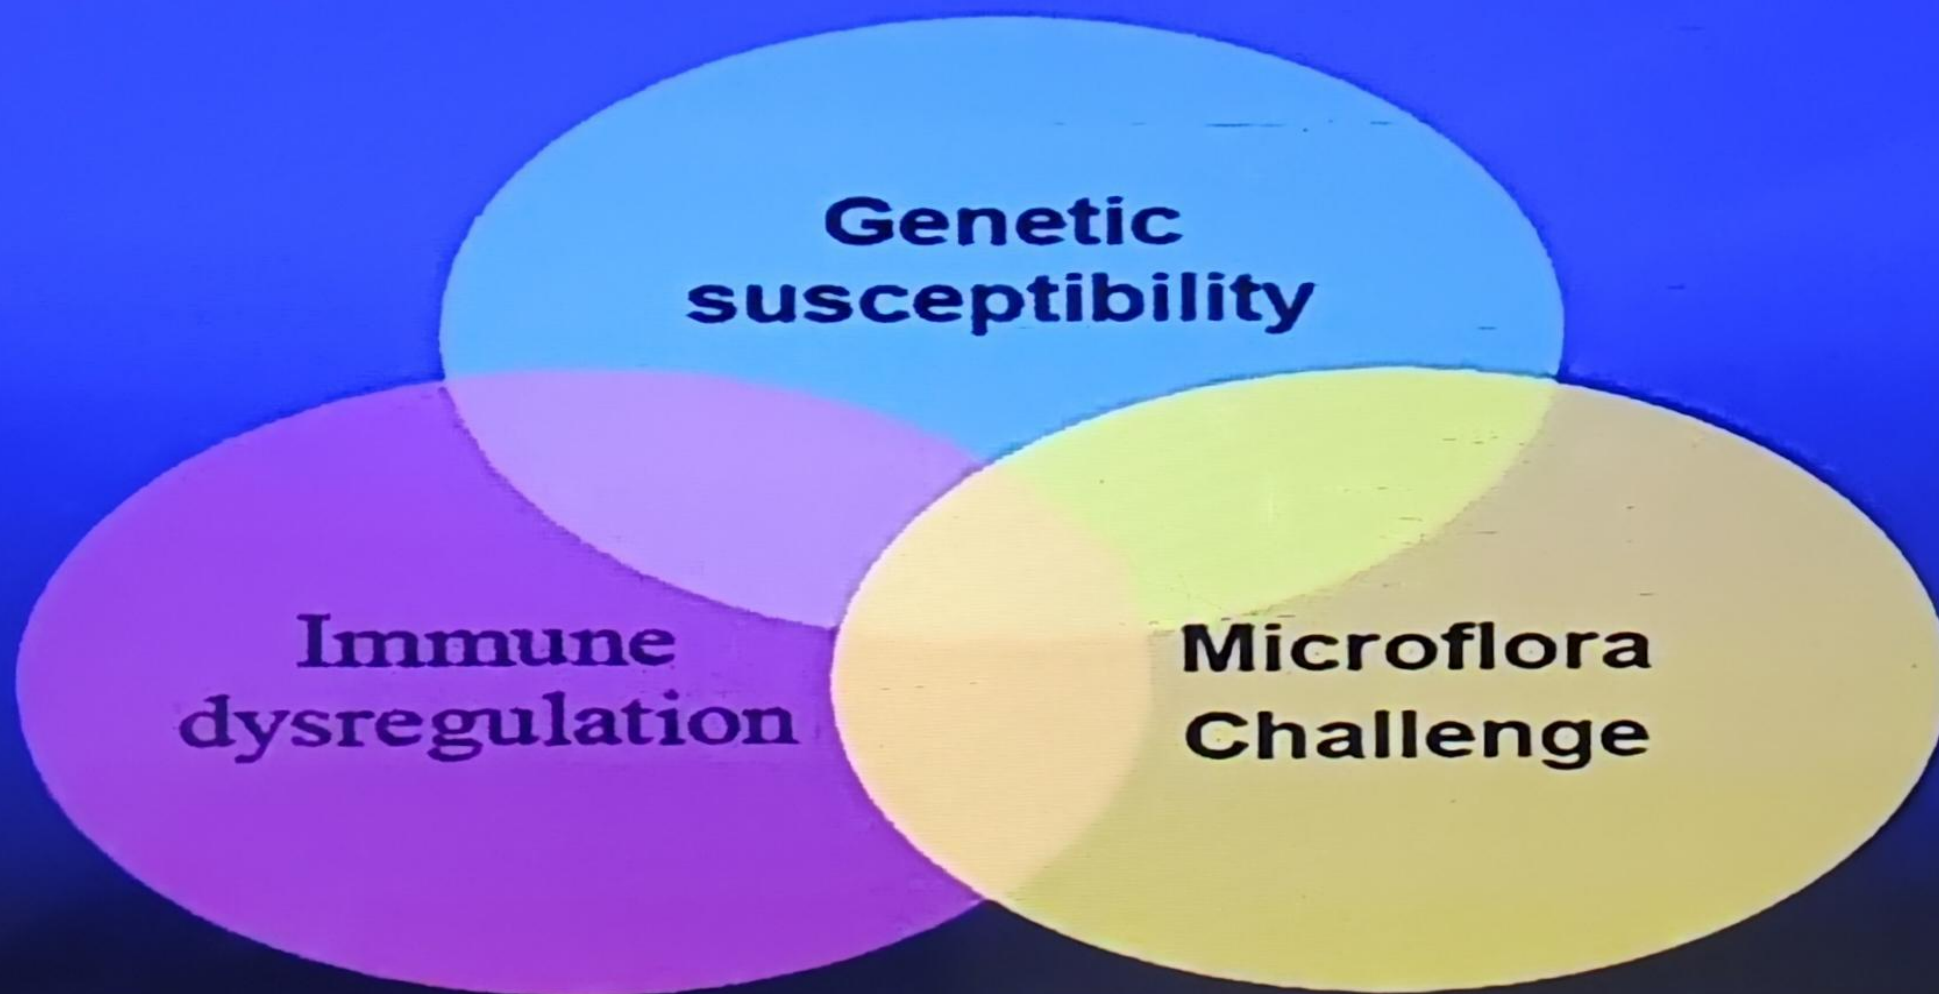 Genetic
susceptibility
Immune
dysregulation
Microflora
Challenge